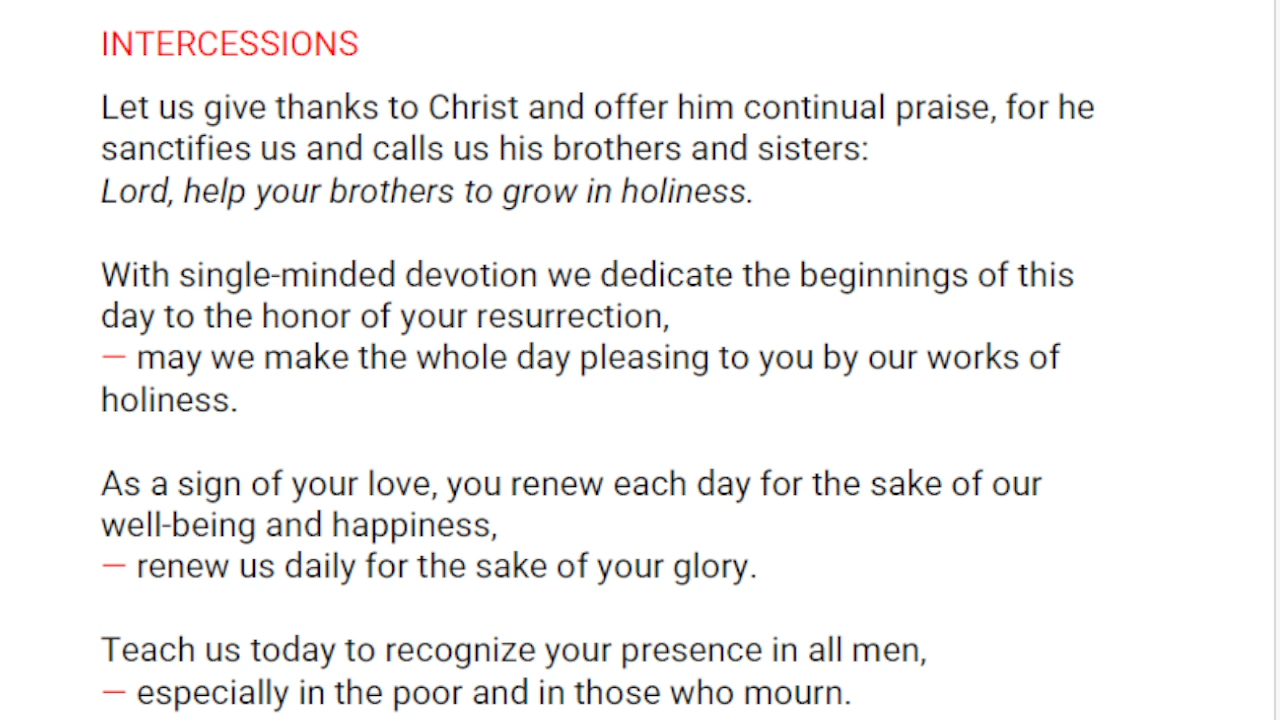 INTERCESSIONS
Let us give thanks to Christ and offer him continual praise, for he
sanctifies us and calls us his brothers and sisters:
Lord, help your brothers to grow in holiness.
With single-minded devotion we dedicate the beginnings of this
day to the honor of your resurrection,
— may we make the whole day pleasing to you by our works of
holiness.
As a sign of your love, you renew each day for the sake of our
well-being and happiness,
— renew us daily for the sake of your glory.
Teach us today to recognize your presence in all men,
— especially in the poor and in those who mourn.